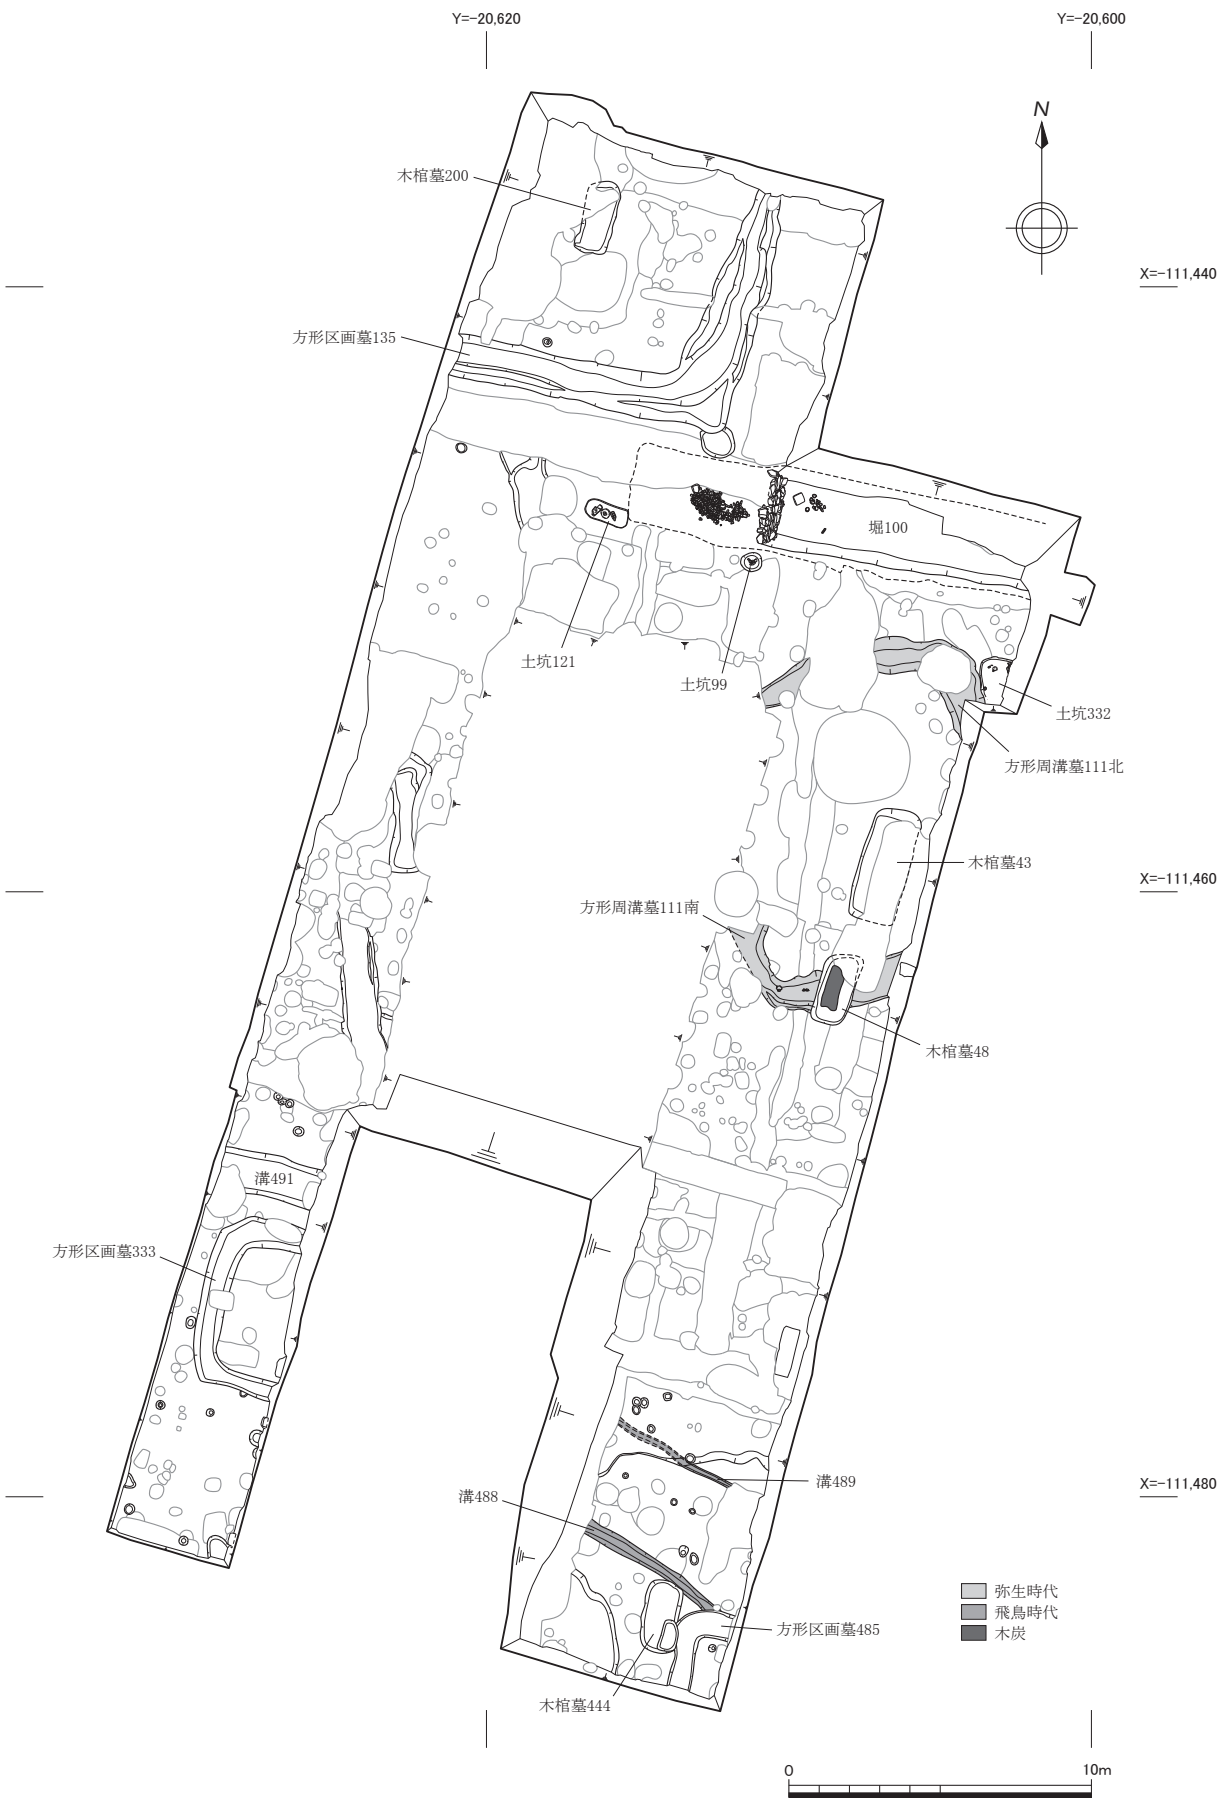 Y=-20,620
Y=-20,600
N
木棺墓200
X=-111,440
方形区画墓135
堀100
土坑121
土坑99
土坑332
方形周溝墓111北
木棺墓43
X=-111,460
方形周溝墓111南
木棺墓48
溝491
方形区画墓333
溝489
X=-111,480
溝488
弥生時代
飛鳥時代
木炭
方形区画墓485
木棺墓444
0
10m